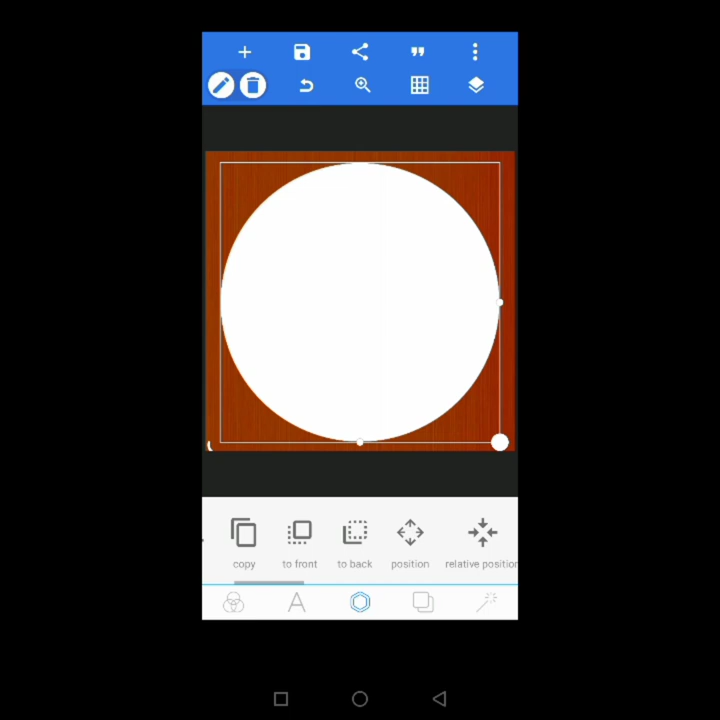 copy
to front
to back
position
relative position